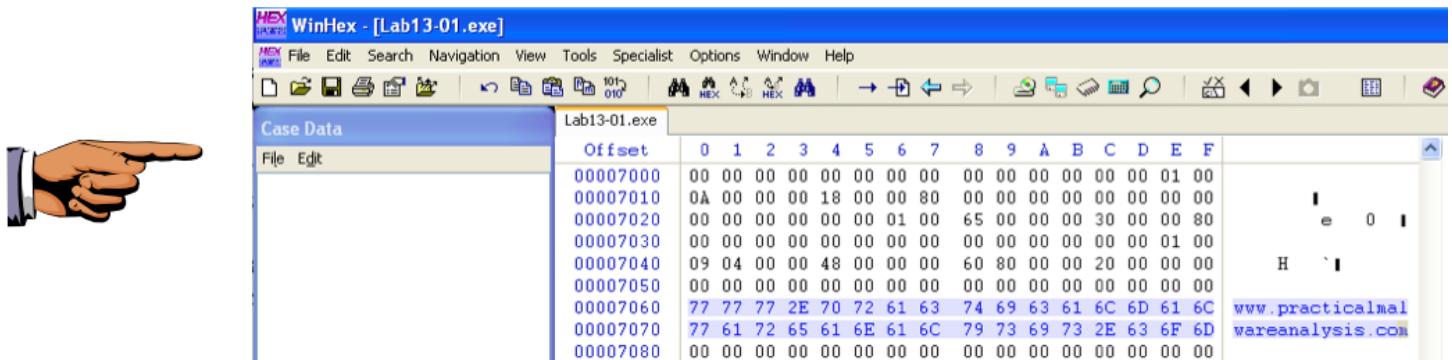 WinHex - [Lab13-01.exe]
File Edit Search Navigation View Tools Specialist Options Window Help
Case Data
File Edit
Lab13-01.exe
Offset 0 1 2 3 4 5 6 7 8 9 A B C D E F
00007000 00 00 00 00 00 00 00 00 00 00 00 00 00 00 01 00
00007010 0A 00 00 00 18 00 00 80 00 00 00 00 00 00 00 00
00007020 00 00 00 00 00 00 01 00 65 00 00 00 30 00 00 80 e 0
00007030 00 00 00 00 00 00 00 00 00 00 00 00 00 00 01 00
00007040 09 04 00 00 48 00 00 00 60 80 00 00 20 00 00 00 H `
00007050 00 00 00 00 00 00 00 00 00 00 00 00 00 00 00 00
00007060 77 77 77 2E 70 72 61 63 74 69 63 61 6C 6D 61 6C www.practicalmal
00007070 77 61 72 65 61 6E 61 6C 79 73 69 73 2E 63 6F 6D wareanalysis.com
00007080 00 00 00 00 00 00 00 00 00 00 00 00 00 00 00 00